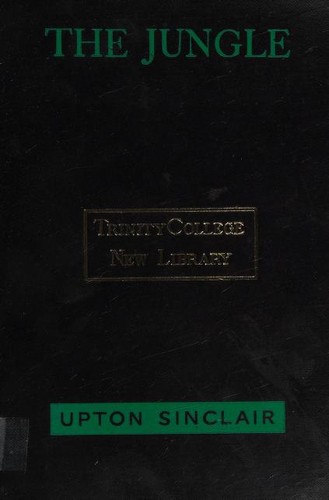 THE JUNGLE
TRINITY COLLEGE
NEW LIBRARY
UPTON SINCLAIR